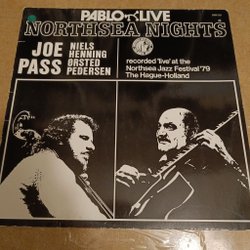 PABLO LIVE
NORTHSEA NIGHTS
JOE PASS
NIELS HENNING ØRSTED PEDERSEN
recorded 'live' at the
Northsea Jazz Festival '79
The Hague-Holland